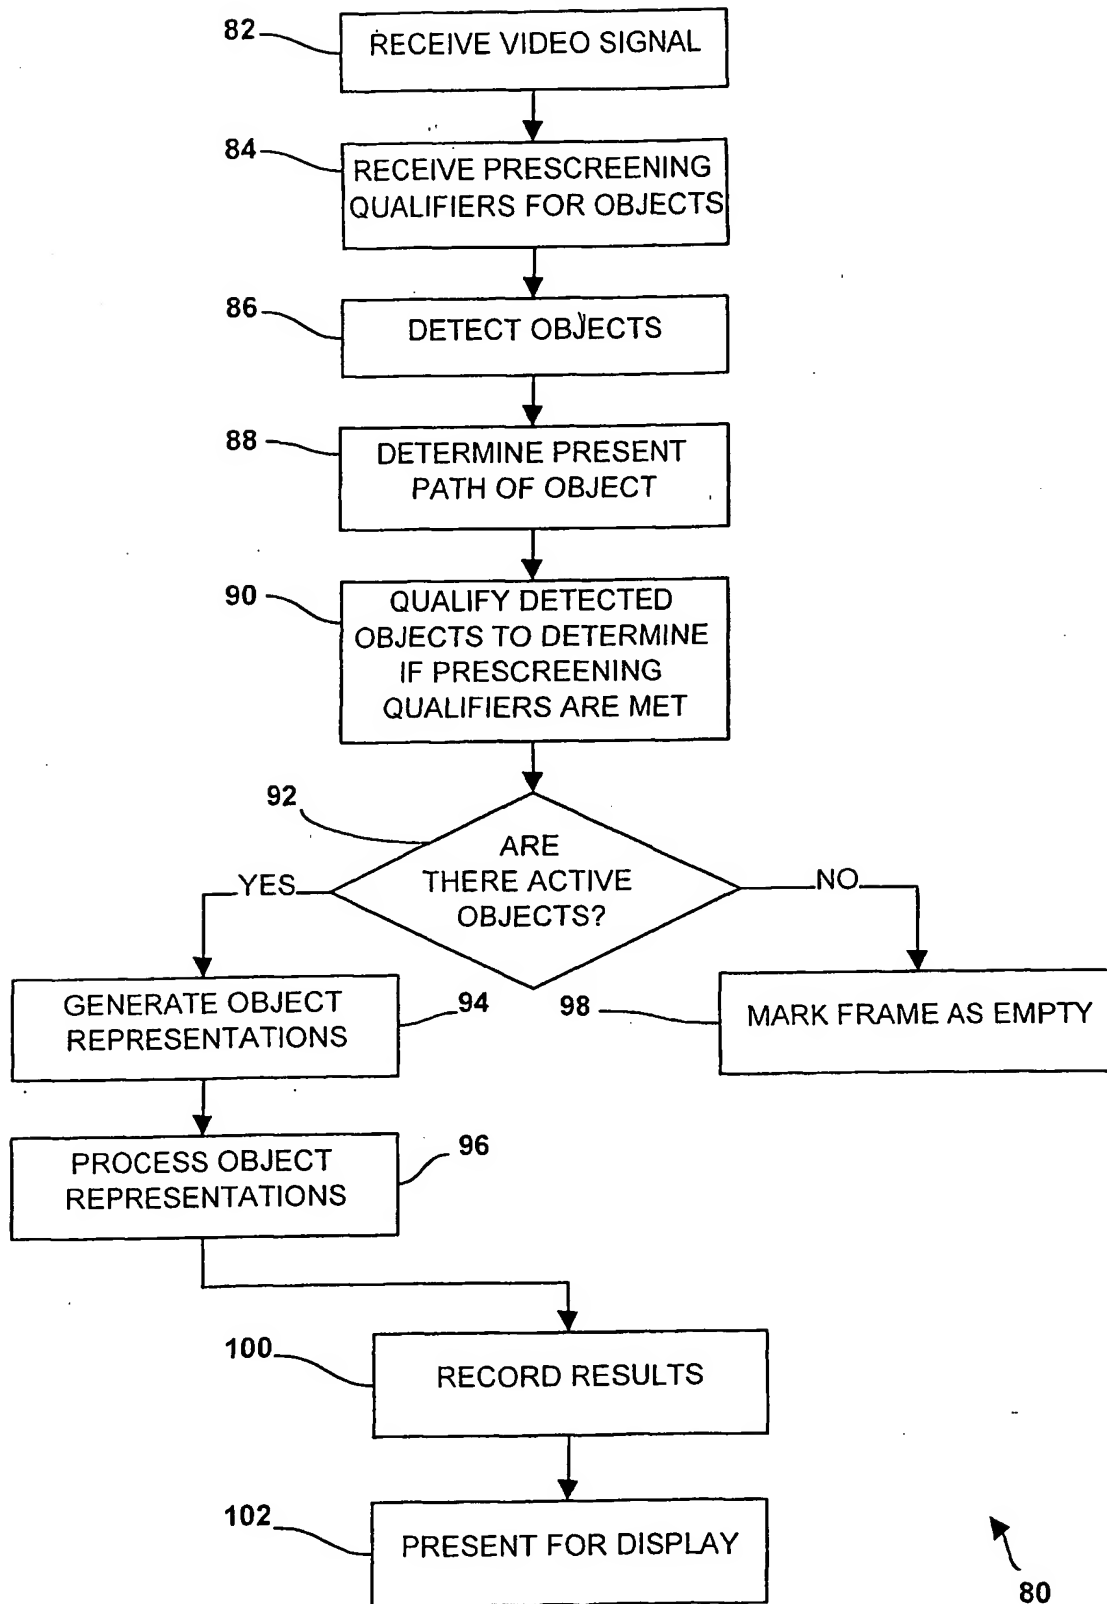 82
RECEIVE VIDEO SIGNAL
84
RECEIVE PRESCREENING
QUALIFIERS FOR OBJECTS
86
DETECT OBJECTS
88
DETERMINE PRESENT
PATH OF OBJECT
90
QUALIFY DETECTED
OBJECTS TO DETERMINE
IF PRESCREENING
QUALIFIERS ARE MET
92
ARE
THERE ACTIVE
OBJECTS?
YES
NO
GENERATE OBJECT
REPRESENTATIONS
94
98
MARK FRAME AS EMPTY
PROCESS OBJECT
REPRESENTATIONS
96
100
RECORD RESULTS
102
PRESENT FOR DISPLAY
80